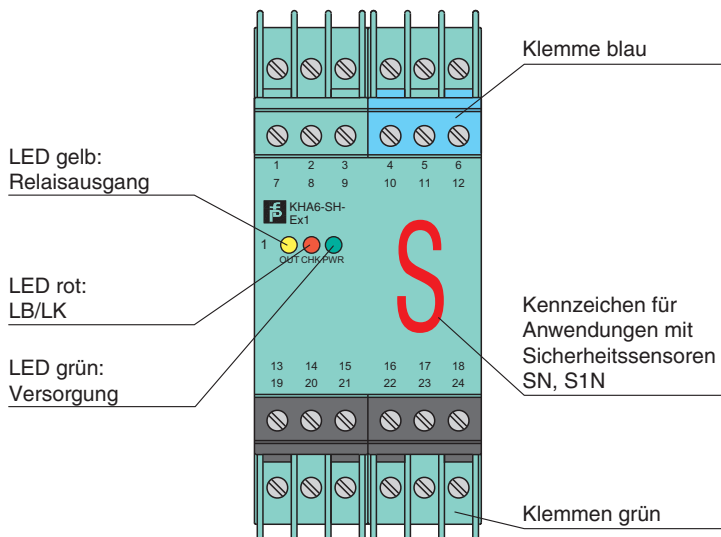 Klemme blau
LED gelb:
Relaisausgang
1 2 3 4 5 6
7 8 9 10 11 12
KHA6-SH-
Ex1
1
OUT CHK PWR
S
LED rot:
LB/LK
Kennzeichen für
Anwendungen mit
Sicherheitssensoren
SN, S1N
LED grün:
Versorgung
13 14 15 16 17 18
19 20 21 22 23 24
Klemmen grün